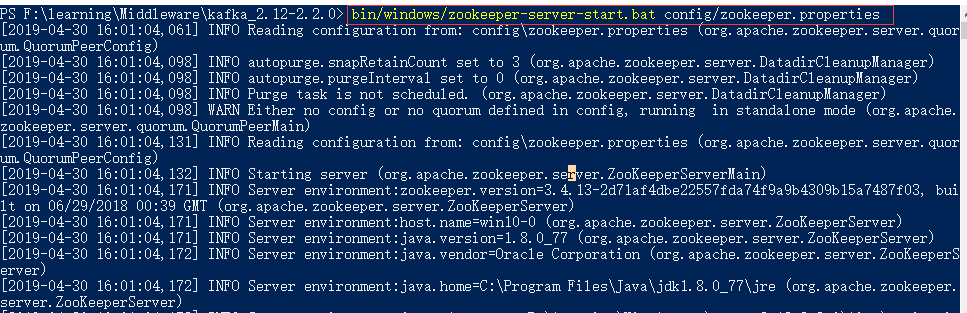 PS F:\learning\Middleware\kafka_2.12-2.2.0> bin/windows/zookeeper-server-start.bat config/zookeeper.properties
[2019-04-30 16:01:04,061] INFO Reading configuration from: config\zookeeper.properties (org.apache.zookeeper.server.quor
um.QuorumPeerConfig)
[2019-04-30 16:01:04,098] INFO autopurge.snapRetainCount set to 3 (org.apache.zookeeper.server.DatadirCleanupManager)
[2019-04-30 16:01:04,098] INFO autopurge.purgeInterval set to 0 (org.apache.zookeeper.server.DatadirCleanupManager)
[2019-04-30 16:01:04,098] INFO Purge task is not scheduled. (org.apache.zookeeper.server.DatadirCleanupManager)
[2019-04-30 16:01:04,098] WARN Either no config or no quorum defined in config, running  in standalone mode (org.apache.
zookeeper.server.quorum.QuorumPeerMain)
[2019-04-30 16:01:04,131] INFO Reading configuration from: config\zookeeper.properties (org.apache.zookeeper.server.quor
um.QuorumPeerConfig)
[2019-04-30 16:01:04,132] INFO Starting server (org.apache.zookeeper.server.ZooKeeperServerMain)
[2019-04-30 16:01:04,171] INFO Server environment:zookeeper.version=3.4.13-2d71af4dbe22557fda74f9a9b4309b15a7487f03, bui
lt on 06/29/2018 00:39 GMT (org.apache.zookeeper.server.ZooKeeperServer)
[2019-04-30 16:01:04,171] INFO Server environment:host.name=win10-0 (org.apache.zookeeper.server.ZooKeeperServer)
[2019-04-30 16:01:04,171] INFO Server environment:java.version=1.8.0_77 (org.apache.zookeeper.server.ZooKeeperServer)
[2019-04-30 16:01:04,172] INFO Server environment:java.vendor=Oracle Corporation (org.apache.zookeeper.server.ZooKeeperS
erver)
[2019-04-30 16:01:04,172] INFO Server environment:java.home=C:\Program Files\Java\jdk1.8.0_77\jre (org.apache.zookeeper.
server.ZooKeeperServer)